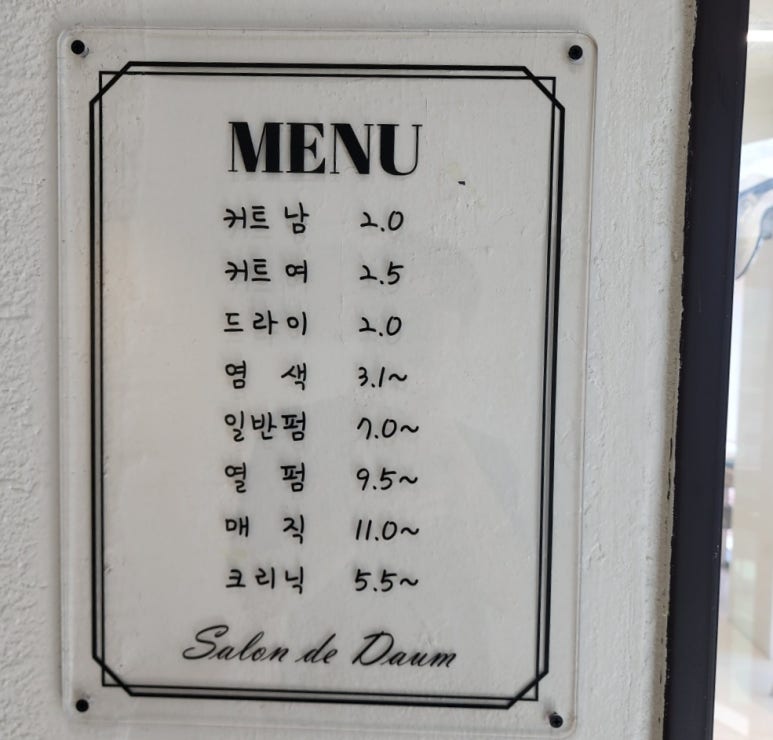 MENU
커트 남 2.0
커트 여 2.5
드라이 2.0
염 색 3.1~
일반펌 7.0~
열 펌 9.5~
매 직 11.0~
크리닉 5.5~
Salon de Daum